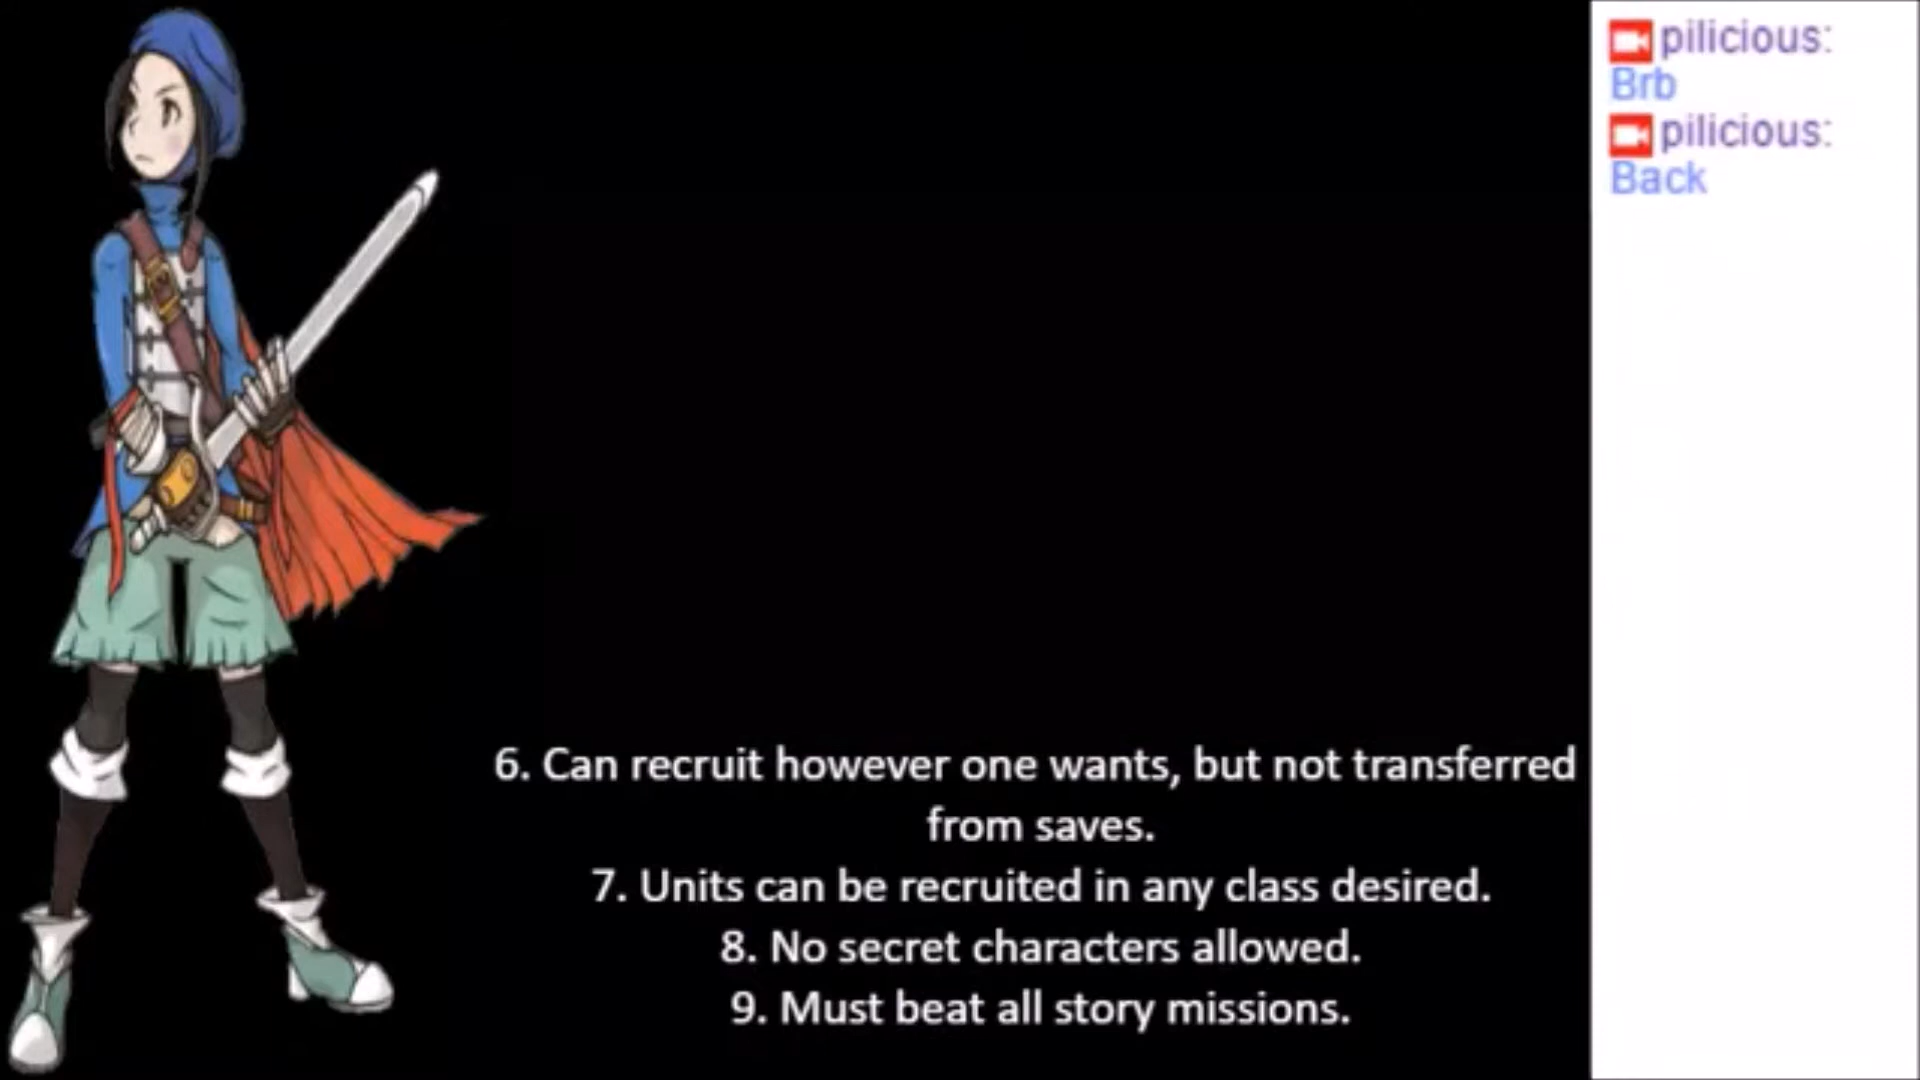 pilicious:
Brb
pilicious:
Back
6. Can recruit however one wants, but not transferred
from saves.
7. Units can be recruited in any class desired.
8. No secret characters allowed.
9. Must beat all story missions.